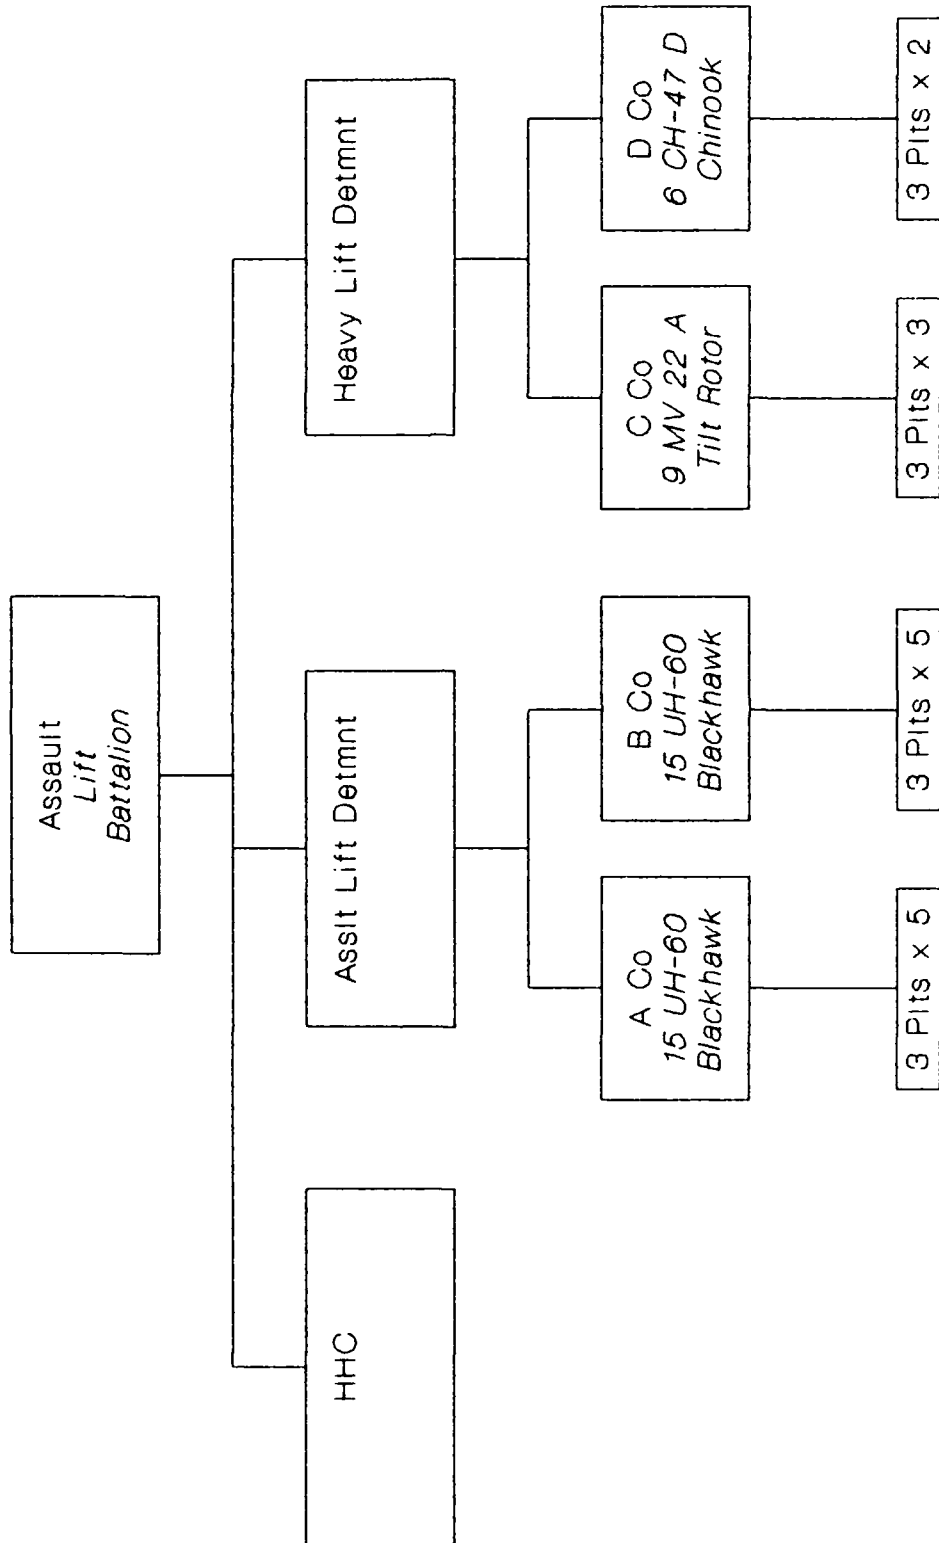 Assault
Lift
Battalion
HHC
Asslt Lift Detmnt
Heavy Lift Detmnt
A Co
15 UH-60
Blackhawk
B Co
15 UH-60
Blackhawk
C Co
9 MV 22 A
Tilt Rotor
D Co
6 CH-47 D
Chinook
3 Plts x 5
3 Plts x 5
3 Plts x 3
3 Plts x 2